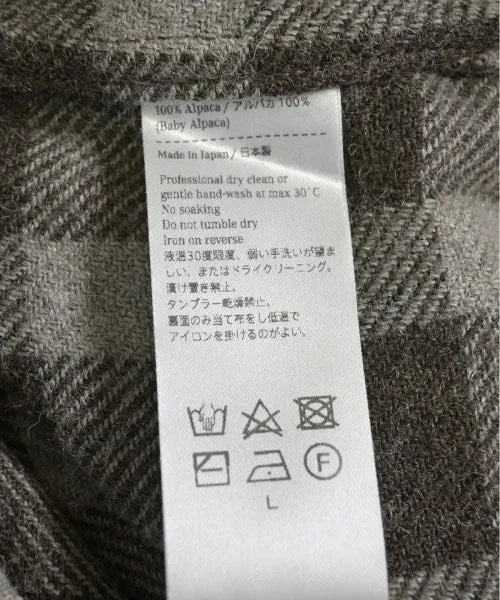 100% Alpaca / アルパカ 100%
(Baby Alpaca)
Made in Japan / 日本製
Professional dry clean or
gentle hand-wash at max 30°C
No soaking
Do not tumble dry
Iron on reverse
液温30度限度、弱い手洗いが望ま
しい、またはドライクリーニング。
漬け置き禁止。
タンブラー乾燥禁止。
裏面のみ当て布をし低温で
アイロンを掛けるのがよい。
F
L